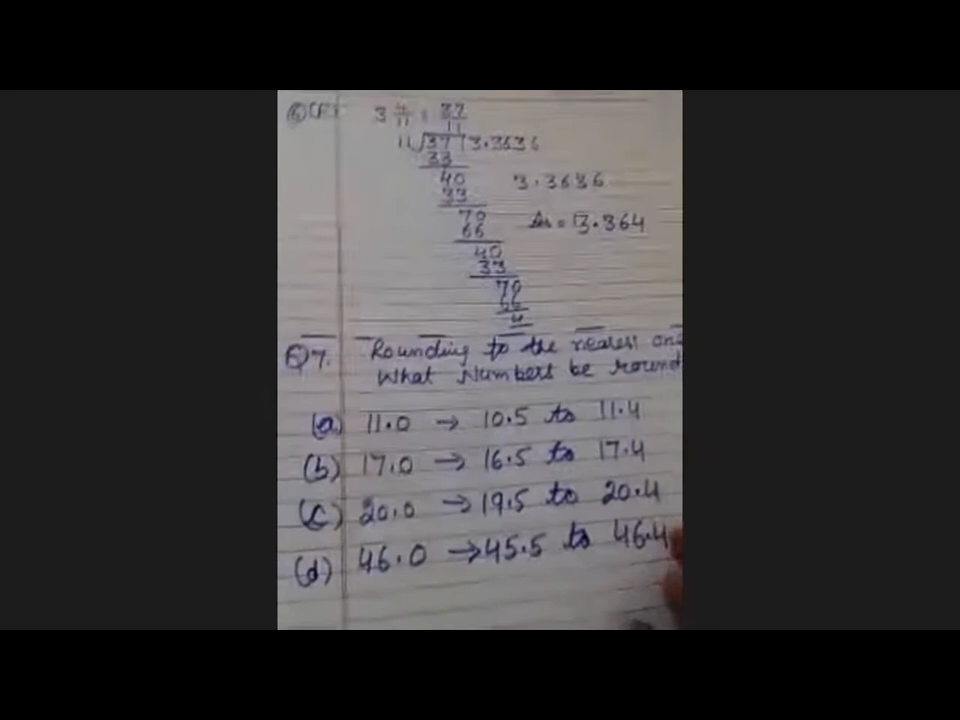 ⑥(F) 3 4/11 = 37/11
11 37 3.3636
33
40 3.3636
33
70 Ans = 3.364
66
40
33
70
66
4
Q7. Rounding to the nearest
What Numbers be round
(a) 11.0 → 10.5 to 11.4
(b) 17.0 → 16.5 to 17.4
(c) 20.0 → 19.5 to 20.4
(d) 46.0 → 45.5 to 46.4